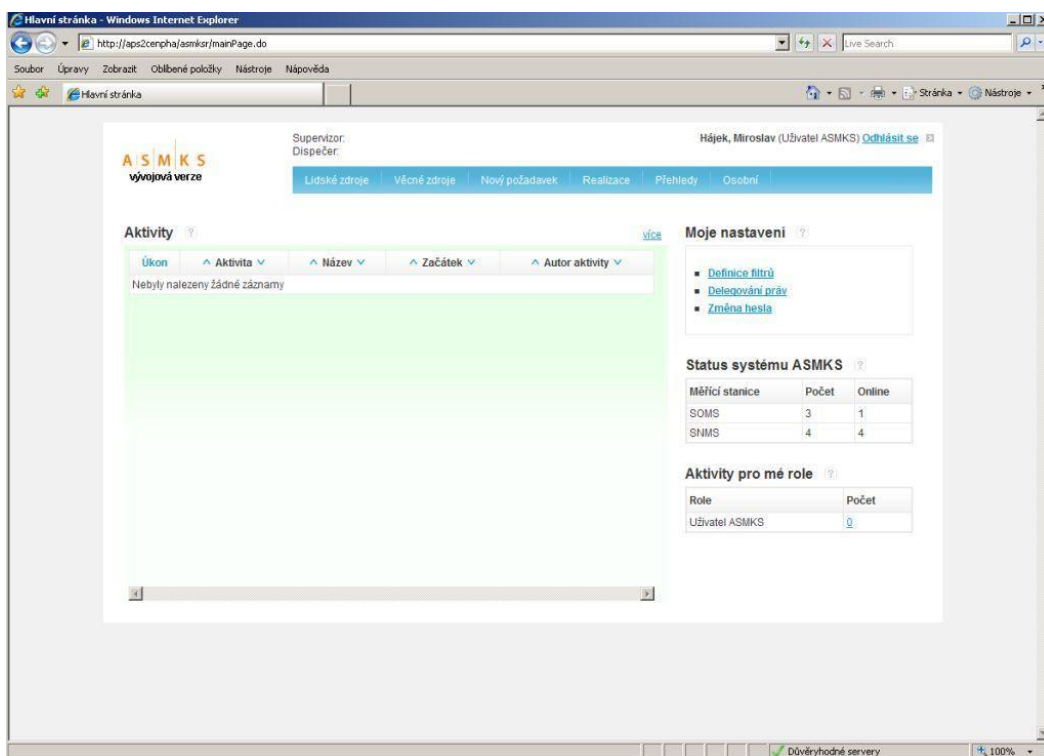 Hlavní stránka - Windows Internet Explorer
http://aps2cenpha/asmksr/mainPage.do
Live Search
Soubor Úpravy Zobrazit Oblíbené položky Nástroje Nápověda
Hlavní stránka
Stránka
Nástroje
ASMKS
vývojová verze
Supervizor:
Dispečer:
Hájek, Miroslav (Uživatel ASMKS) Odhlásit se
Lidské zdroje Věcné zdroje Nový požadavek Realizace Přehledy Osobní
Aktivity ? více
Úkon Aktivita Název Začátek Autor aktivity
Nebyly nalezeny žádné záznamy
Moje nastaveni ?
Definice filtrů
Delegování práv
Změna hesla
Status systému ASMKS ?
Měřící stanice Počet Online
SOMS 3 1
SNMS 4 4
Aktivity pro mé role ?
Role Počet
Uživatel ASMKS 0
Důvěryhodné servery
100%